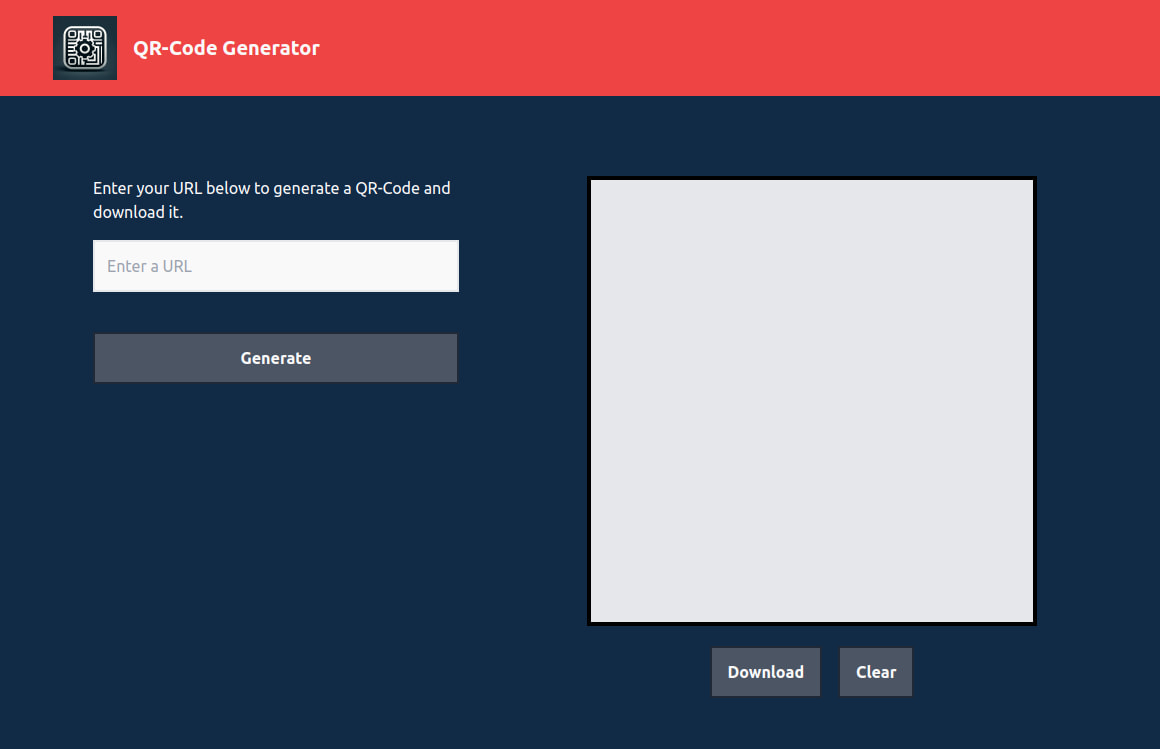 QR-Code Generator
Enter your URL below to generate a QR-Code and
download it.
Enter a URL
Generate
Download
Clear